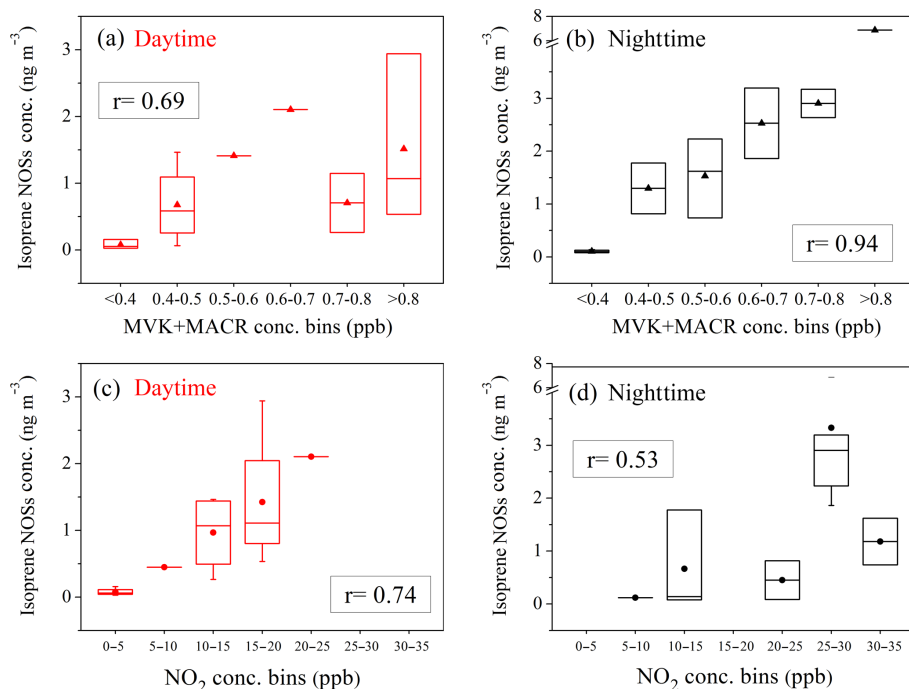 (a) Daytime
r= 0.69
Isoprene NOSs conc. (ng m⁻³)
3
2
1
0
<0.4 0.4-0.5 0.5-0.6 0.6-0.7 0.7-0.8 >0.8
MVK+MACR conc. bins (ppb)
(b) Nighttime
r= 0.94
Isoprene NOSs conc. (ng m⁻³)
8
6
3
2
1
0
<0.4 0.4-0.5 0.5-0.6 0.6-0.7 0.7-0.8 >0.8
MVK+MACR conc. bins (ppb)
(c) Daytime
r= 0.74
Isoprene NOSs conc. (ng m⁻³)
3
2
1
0
0–5 5–10 10–15 15–20 20–25 25–30 30–35
NO₂ conc. bins (ppb)
(d) Nighttime
r= 0.53
Isoprene NOSs conc. (ng m⁻³)
8
6
3
2
1
0
0–5 5–10 10–15 15–20 20–25 25–30 30–35
NO₂ conc. bins (ppb)